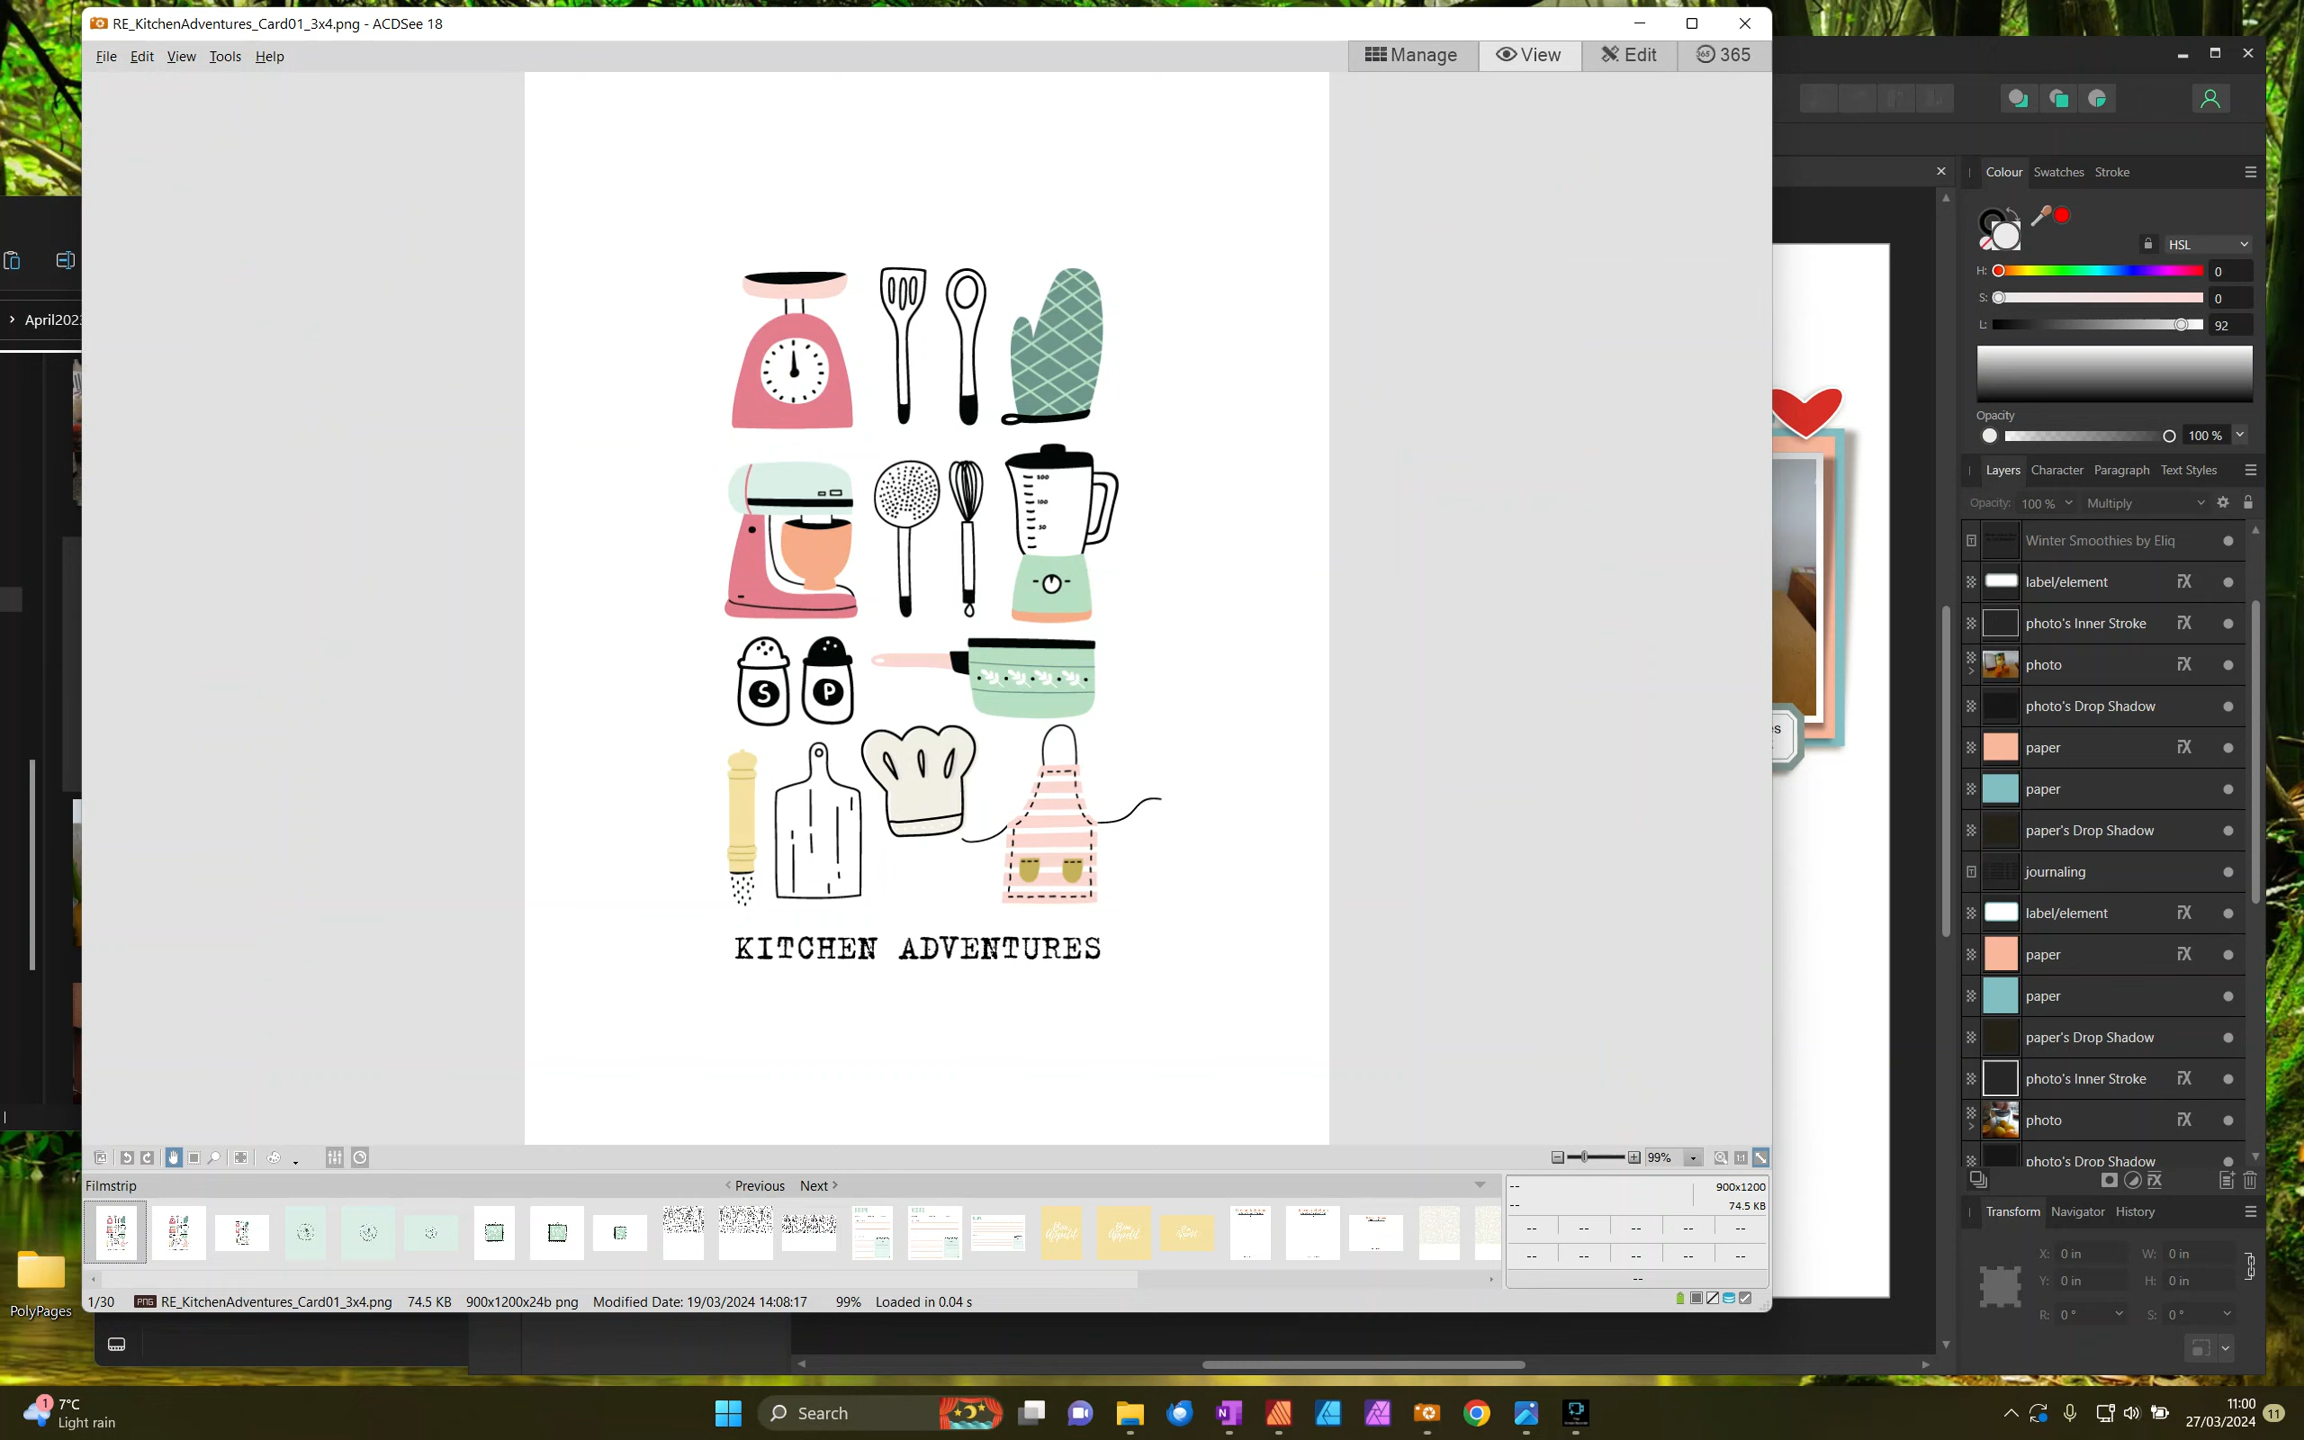 RE_KitchenAdventures_Card01_3x4.png - ACDSee 18
File Edit View Tools Help
Manage View Edit 365
April202
Colour Swatches Stroke
HSL
H: 0
S: 0
L: 92
Opacity
100 %
Layers Character Paragraph Text Styles
Opacity: 100 % Multiply
Winter Smoothies by Eliq
label/element
photo's Inner Stroke
photo
photo's Drop Shadow
paper
paper
paper's Drop Shadow
journaling
label/element
paper
paper
paper's Drop Shadow
photo's Inner Stroke
photo
photo's Drop Shadow
Transform Navigator History
X: 0 in W: 0 in
Y: 0 in H: 0 in
R: 0 ° S: 0 °
S P
KITCHEN ADVENTURES
99%
Filmstrip
Previous Next
900x1200
74.5 KB
1/30 PNG RE_KitchenAdventures_Card01_3x4.png 74.5 KB 900x1200x24b png Modified Date: 19/03/2024 14:08:17 99% Loaded in 0.04 s
PolyPages
7°C
Light rain
Search
11:00
27/03/2024
11